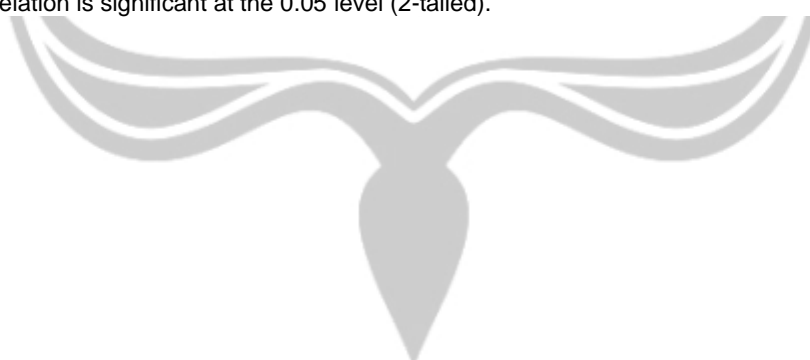 elation is significant at the 0.05 level (2-tailed).